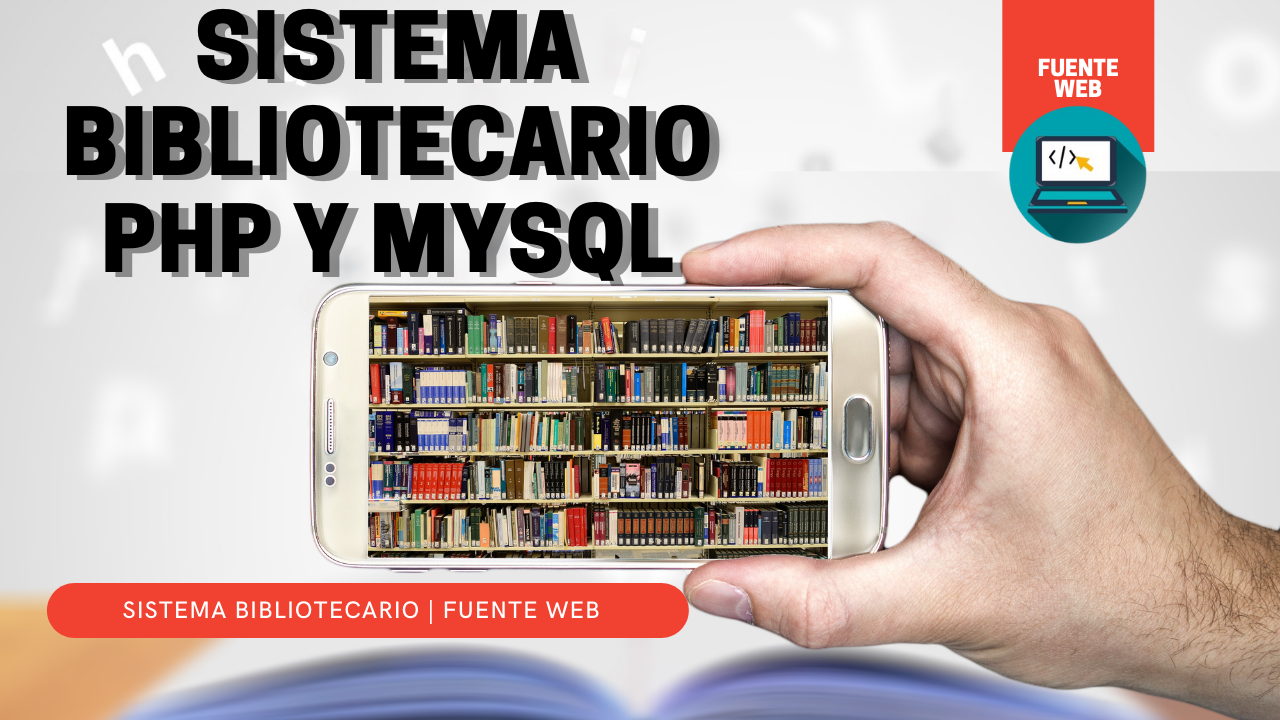 SISTEMA
BIBLIOTECARIO
PHP Y MYSQL
FUENTE
WEB
</>
SISTEMA BIBLIOTECARIO | FUENTE WEB
h
i